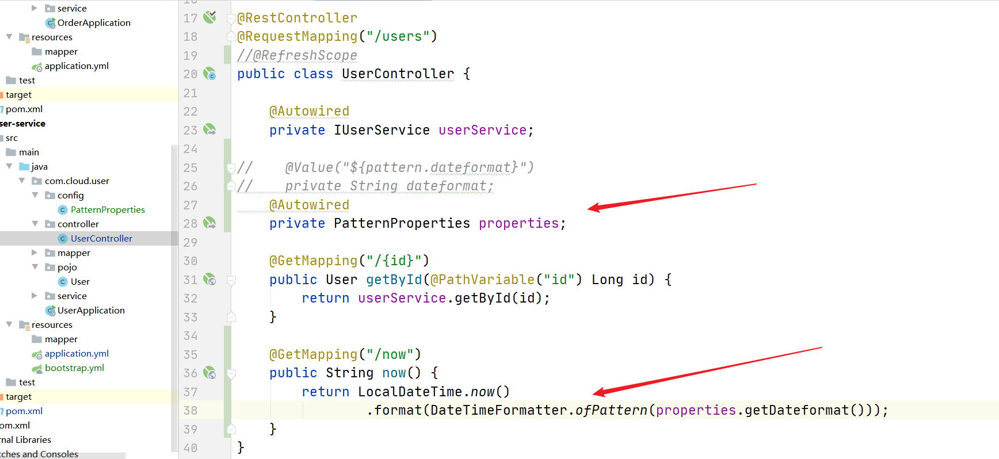 service
OrderApplication
resources
mapper
application.yml
test
target
pom.xml
ser-service
src
main
java
com.cloud.user
config
PatternProperties
controller
UserController
mapper
pojo
User
service
UserApplication
resources
mapper
application.yml
bootstrap.yml
test
target
pom.xml
om.xml
rnal Libraries
tches and Consoles
17 @RestController
18 @RequestMapping("/users")
19 //@RefreshScope
20 public class UserController {
21
22 @Autowired
23 private IUserService userService;
24
25 // @Value("${pattern.dateformat}")
26 // private String dateformat;
27 @Autowired
28 private PatternProperties properties;
29
30 @GetMapping("/{id}")
31 public User getById(@PathVariable("id") Long id) {
32 return userService.getById(id);
33 }
34
35 @GetMapping("/now")
36 public String now() {
37 return LocalDateTime.now()
38 .format(DateTimeFormatter.ofPattern(properties.getDateformat()));
39 }
40 }